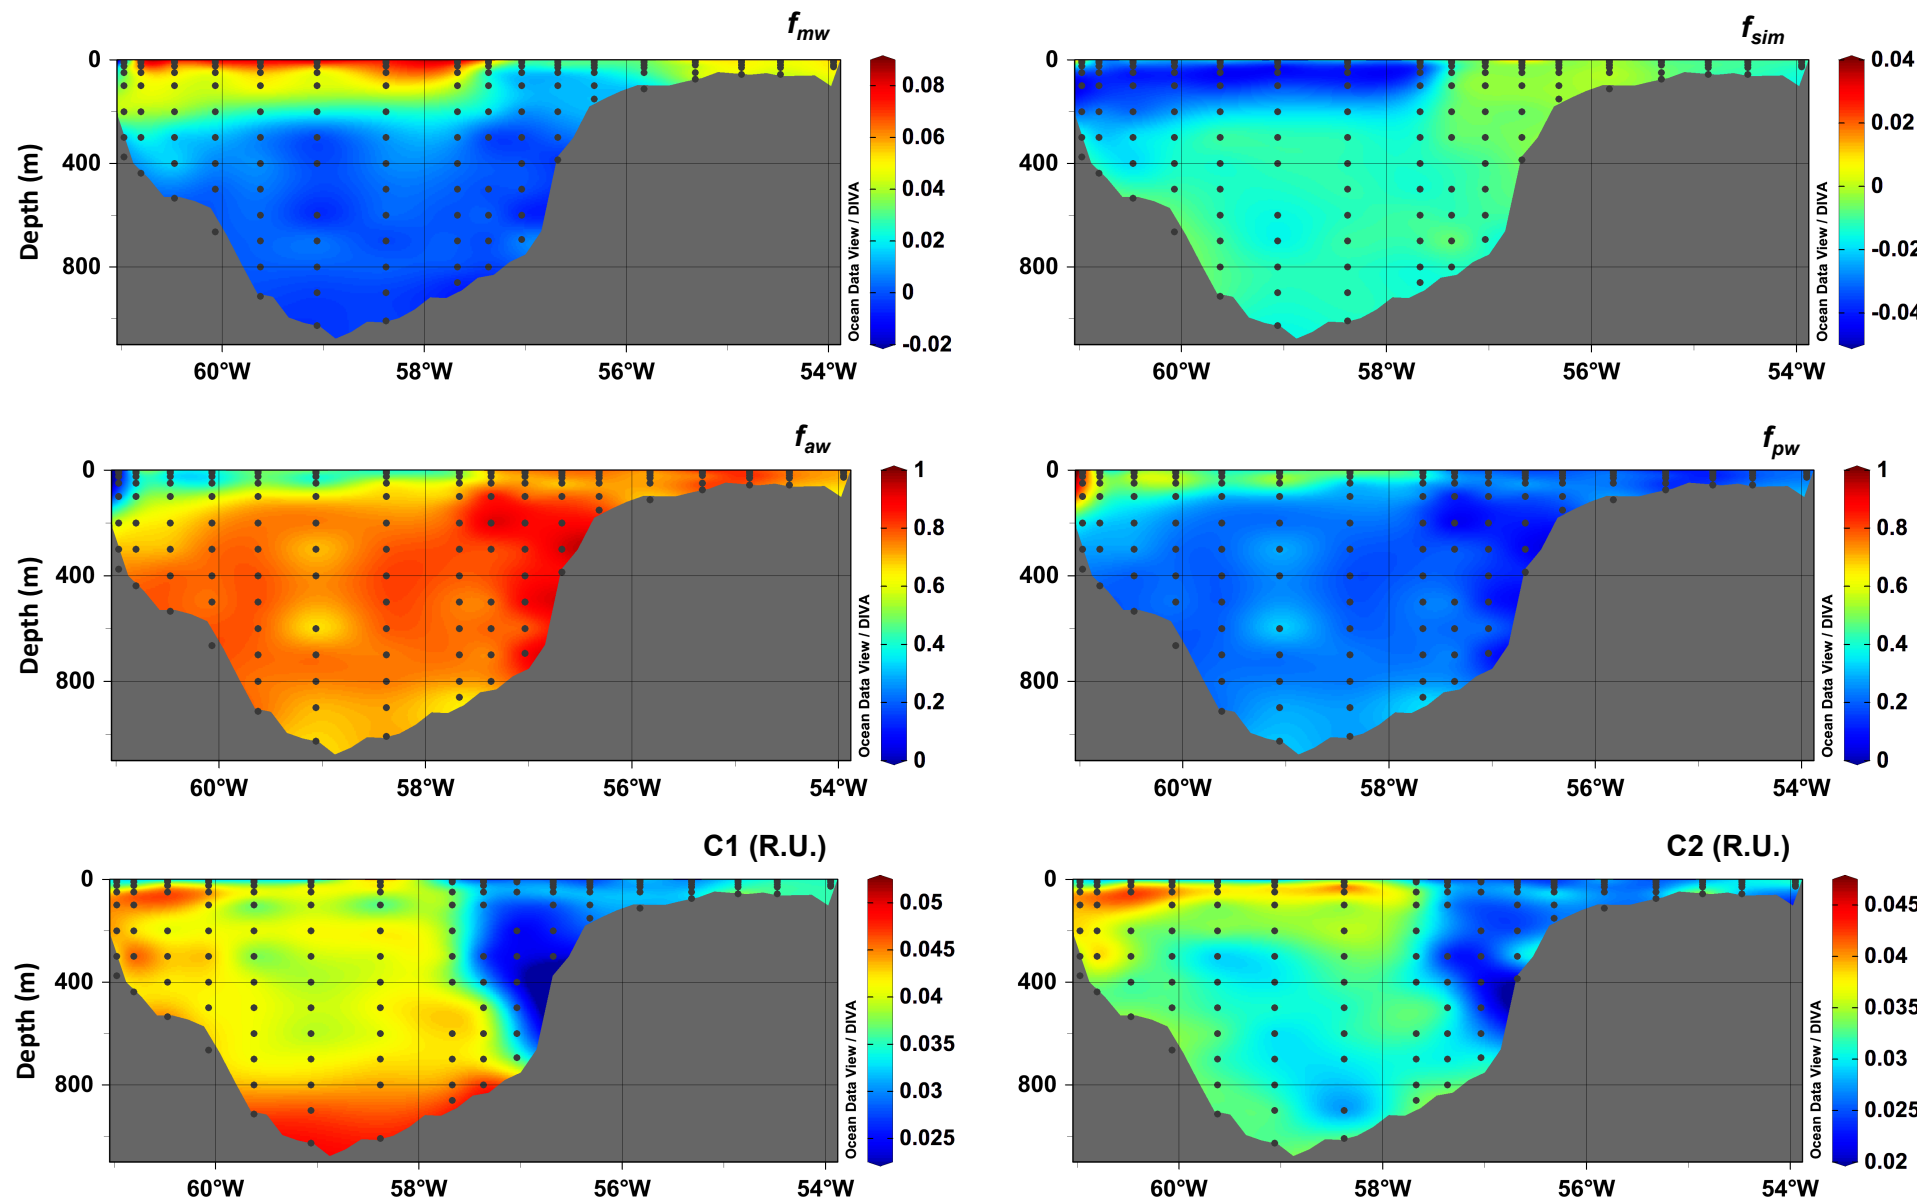 f_mw
0
400
800
Depth (m)
60°W
58°W
56°W
54°W
Ocean Data View / DIVA
0.08
0.06
0.04
0.02
0
-0.02
f_sim
0
400
800
60°W
58°W
56°W
54°W
Ocean Data View / DIVA
0.04
0.02
0
-0.02
-0.04
f_aw
0
400
800
Depth (m)
60°W
58°W
56°W
54°W
Ocean Data View / DIVA
1
0.8
0.6
0.4
0.2
0
f_pw
0
400
800
60°W
58°W
56°W
54°W
Ocean Data View / DIVA
1
0.8
0.6
0.4
0.2
0
C1 (R.U.)
0
400
800
Depth (m)
60°W
58°W
56°W
54°W
Ocean Data View / DIVA
0.05
0.045
0.04
0.035
0.03
0.025
C2 (R.U.)
0
400
800
60°W
58°W
56°W
54°W
Ocean Data View / DIVA
0.045
0.04
0.035
0.03
0.025
0.02